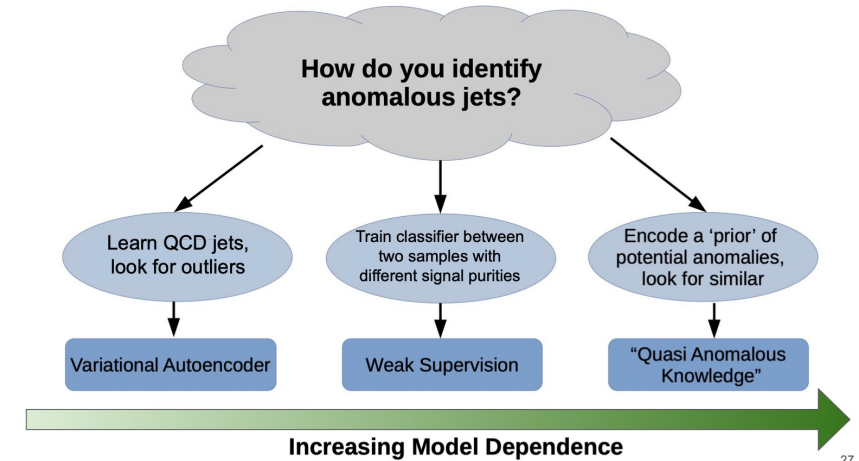 How do you identify
anomalous jets?
Learn QCD jets,
look for outliers
Train classifier between
two samples with
different signal purities
Encode a ‘prior’ of
potential anomalies,
look for similar
Variational Autoencoder
Weak Supervision
“Quasi Anomalous
Knowledge”
Increasing Model Dependence
27